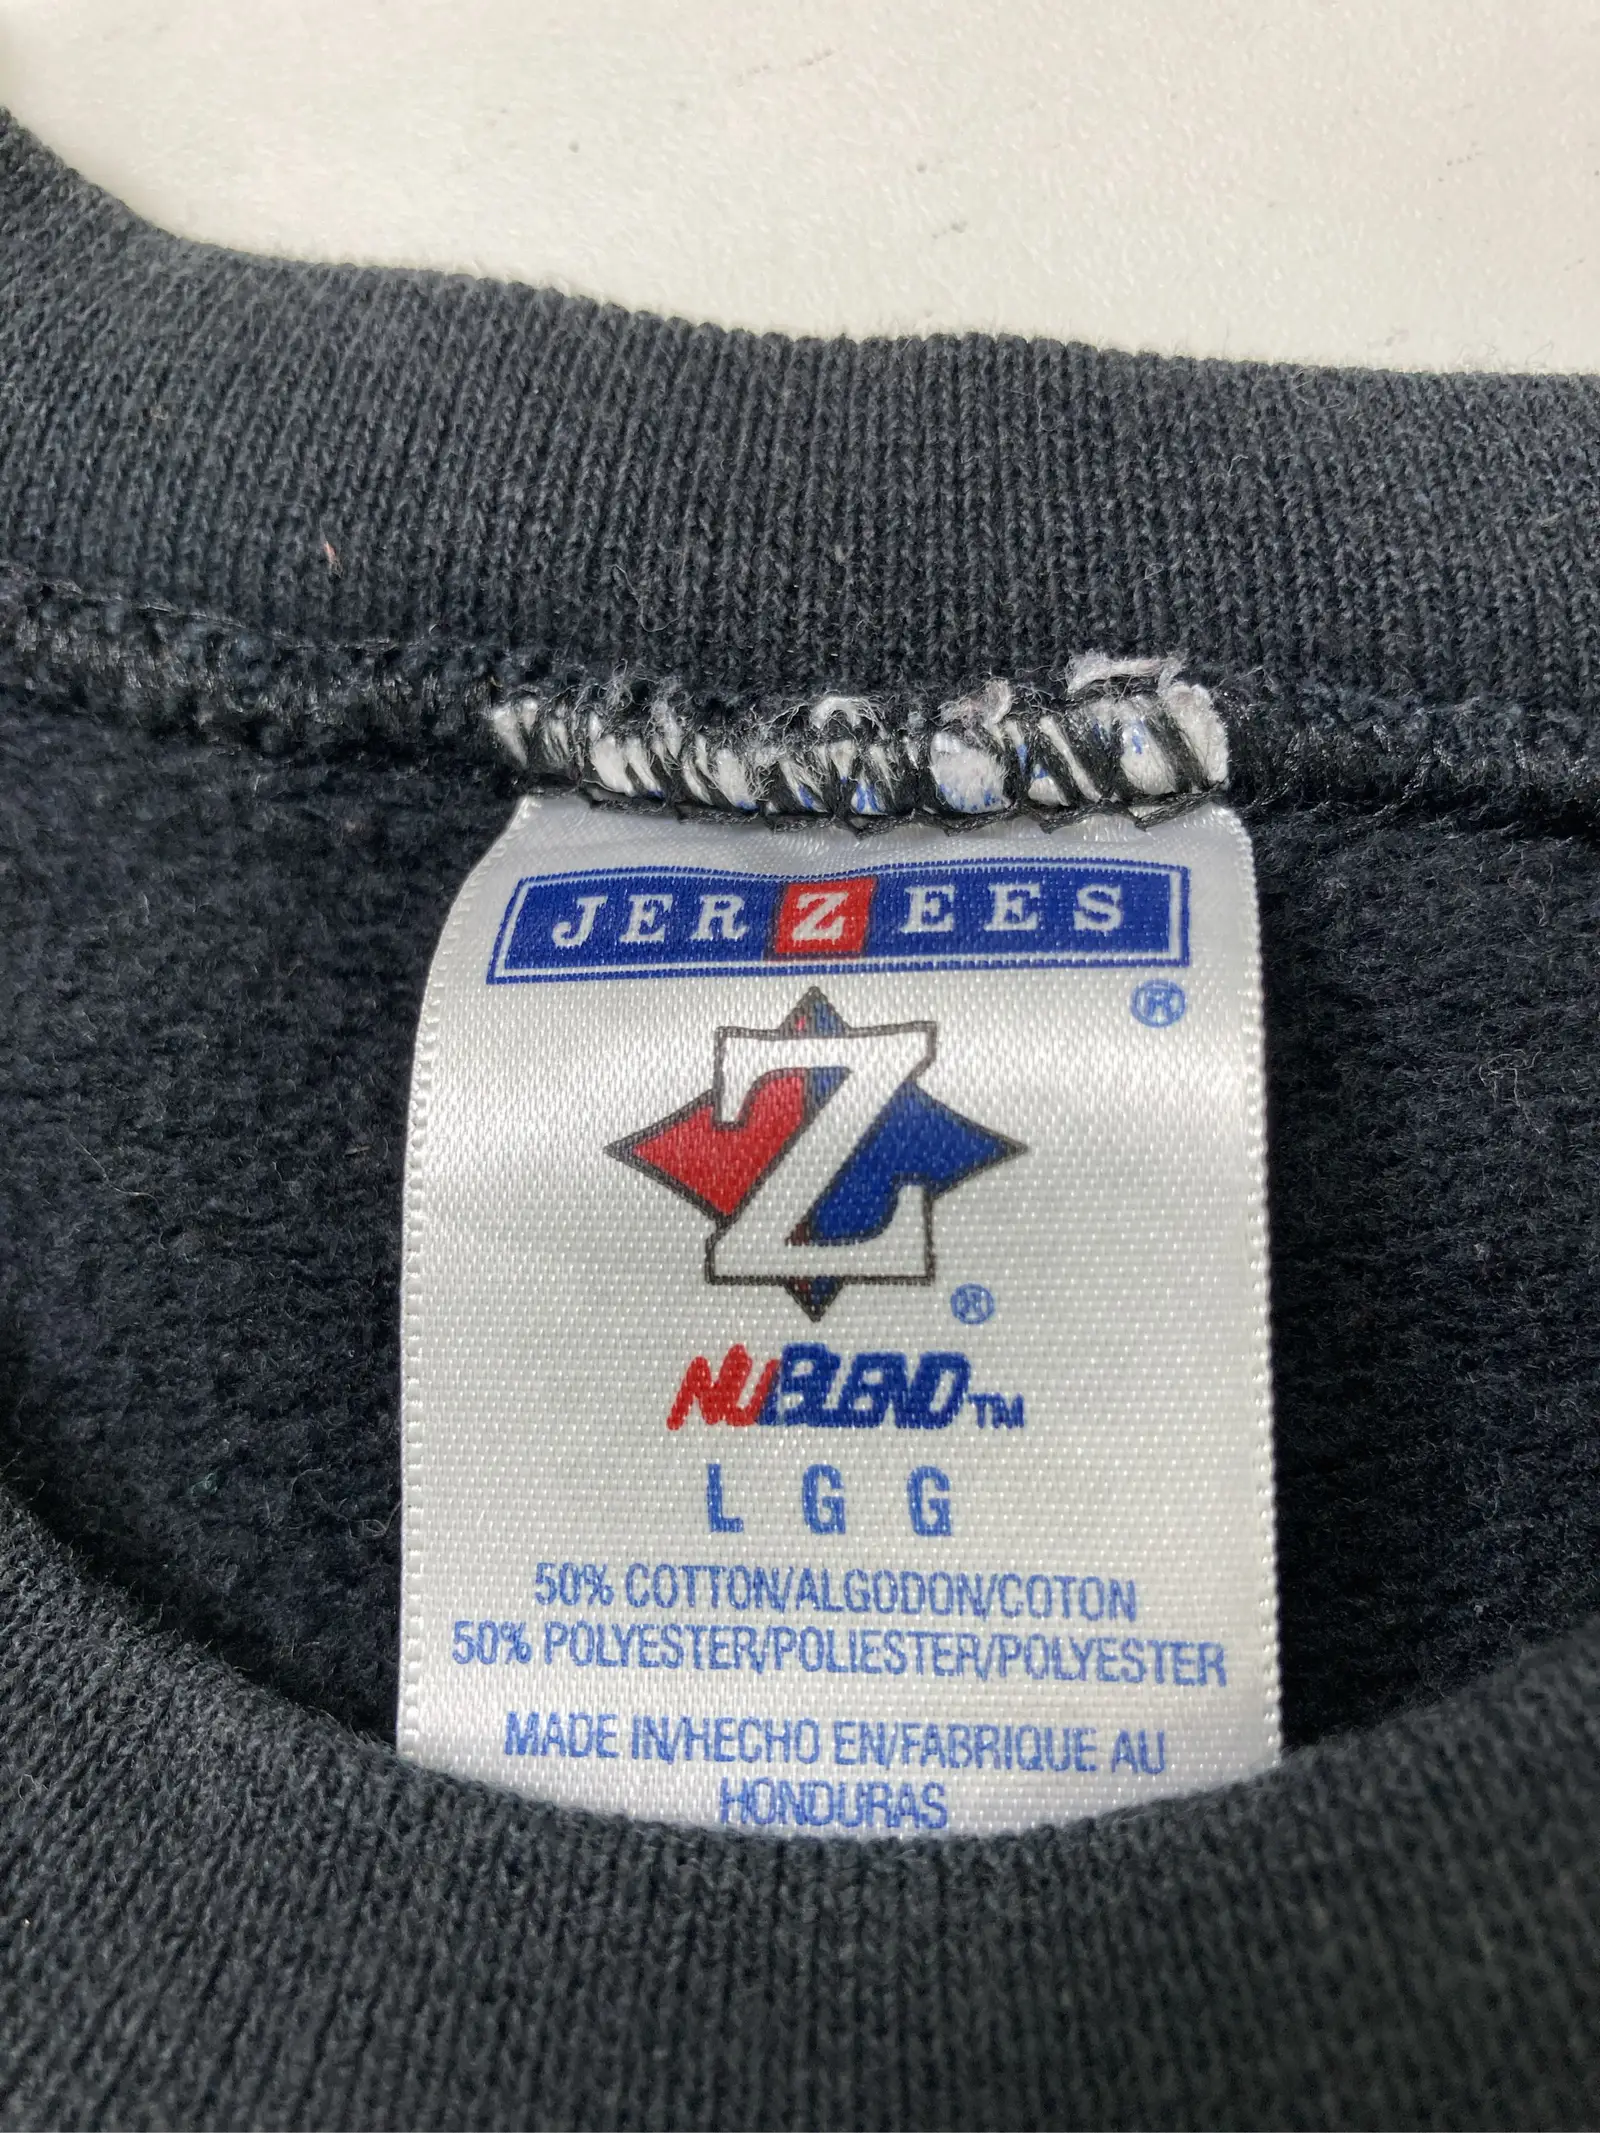 JERZEES
®
Z
®
NUBLEND™
L G G
50% COTTON/ALGODON/COTON
50% POLYESTER/POLIESTER/POLYESTER
MADE IN/HECHO EN/FABRIQUE AU
HONDURAS